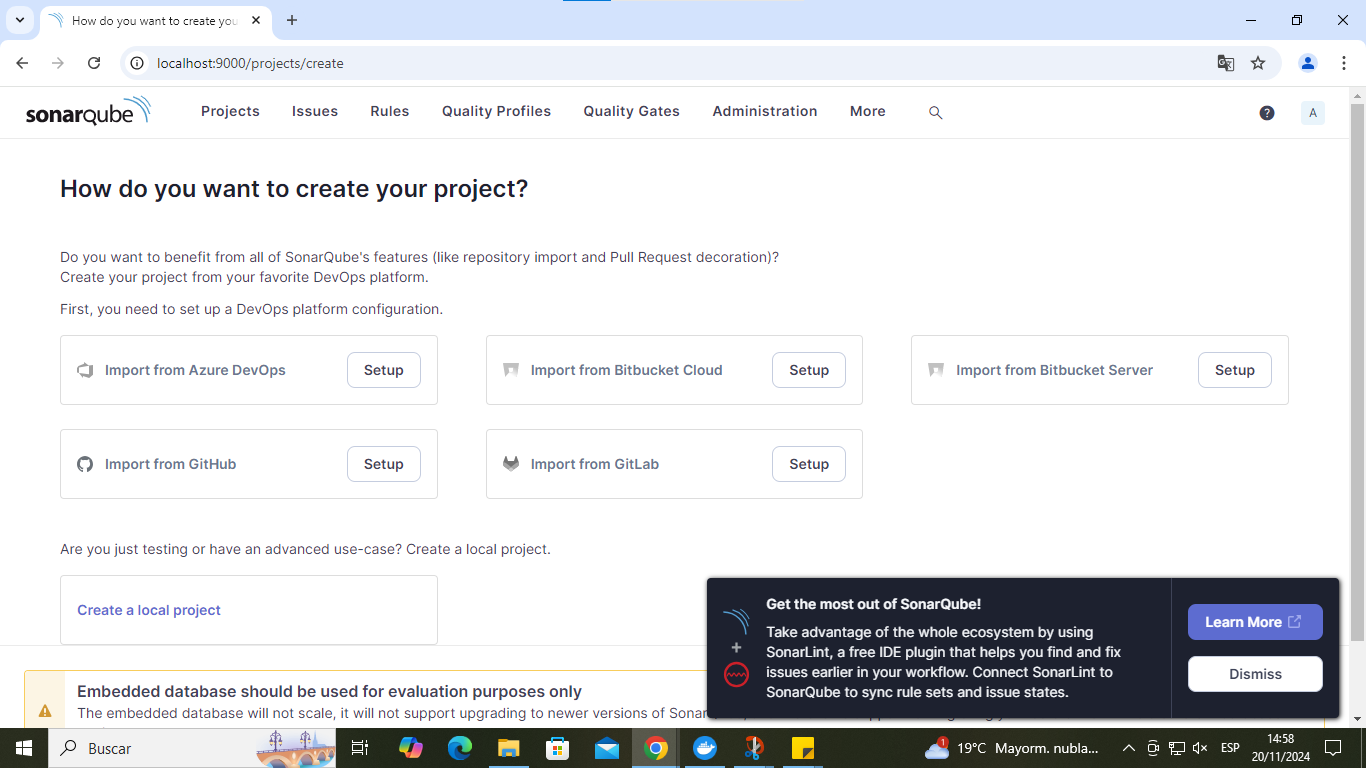 How do you want to create you
localhost:9000/projects/create
sonarqube
Projects
Issues
Rules
Quality Profiles
Quality Gates
Administration
More
?
A
How do you want to create your project?
Do you want to benefit from all of SonarQube's features (like repository import and Pull Request decoration)?
Create your project from your favorite DevOps platform.
First, you need to set up a DevOps platform configuration.
Import from Azure DevOps
Setup
Import from Bitbucket Cloud
Setup
Import from Bitbucket Server
Setup
Import from GitHub
Setup
Import from GitLab
Setup
Are you just testing or have an advanced use-case? Create a local project.
Create a local project
Get the most out of SonarQube!
Take advantage of the whole ecosystem by using
SonarLint, a free IDE plugin that helps you find and fix
issues earlier in your workflow. Connect SonarLint to
SonarQube to sync rule sets and issue states.
Learn More
Dismiss
Embedded database should be used for evaluation purposes only
The embedded database will not scale, it will not support upgrading to newer versions of Sonar
Buscar
1
19°C Mayorm. nubla...
ESP
14:58
20/11/2024